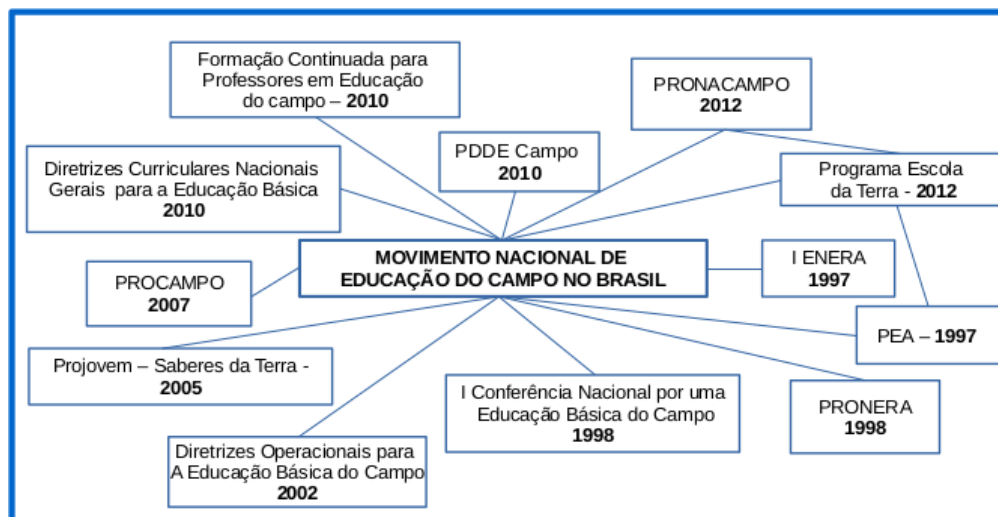 Formação Continuada para
Professores em Educação
do campo – 2010
PRONACAMPO
2012
PDDE Campo
2010
Diretrizes Curriculares Nacionais
Gerais para a Educação Básica
2010
Programa Escola
da Terra - 2012
MOVIMENTO NACIONAL DE
EDUCAÇÃO DO CAMPO NO BRASIL
I ENERA
1997
PROCAMPO
2007
PEA – 1997
Projovem – Saberes da Terra -
2005
I Conferência Nacional por uma
Educação Básica do Campo
1998
PRONERA
1998
Diretrizes Operacionais para
A Educação Básica do Campo
2002